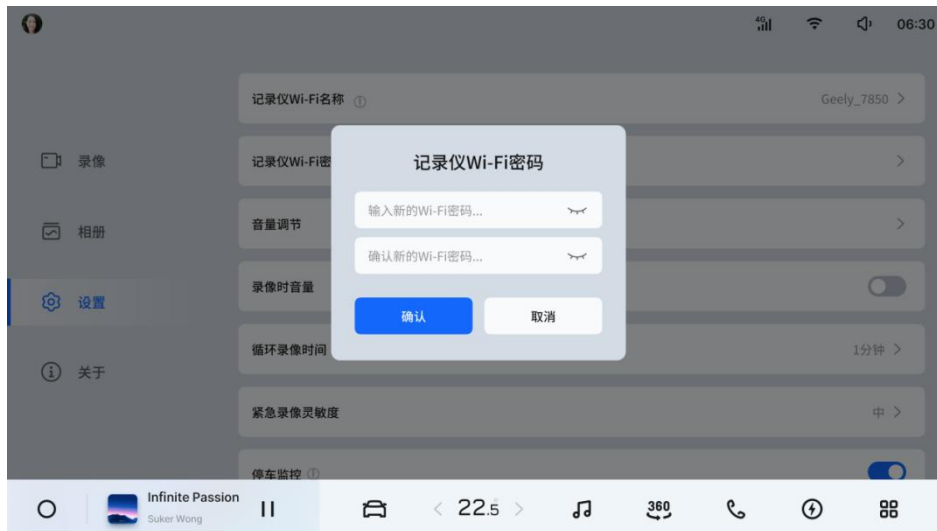 4G
06:30
记录仪Wi-Fi名称
Geely_7850
录像
记录仪Wi-Fi密
记录仪Wi-Fi密码
输入新的Wi-Fi密码...
相册
音量调节
确认新的Wi-Fi密码...
设置
录像时音量
确认
取消
循环录像时间
1分钟
关于
紧急录像灵敏度
中
停车监控
Infinite Passion
Suker Wong
22.5
360